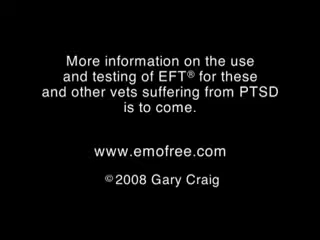 More information on the use
and testing of EFT® for these
and other vets suffering from PTSD
is to come.
www.emofree.com
©2008 Gary Craig